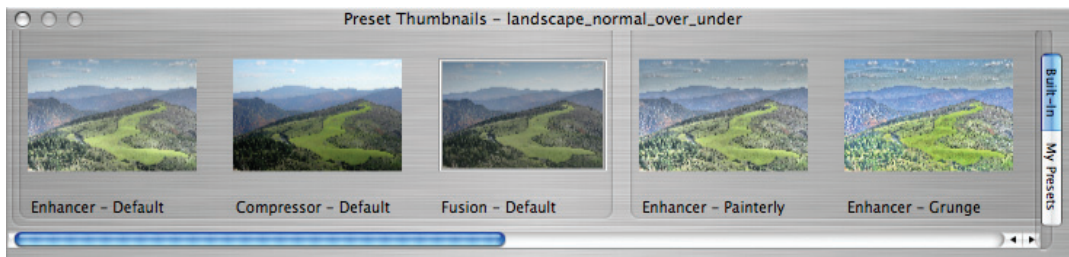 Preset Thumbnails – landscape_normal_over_under
Enhancer – Default
Compressor – Default
Fusion – Default
Enhancer – Painterly
Enhancer – Grunge
Built-In
My Presets